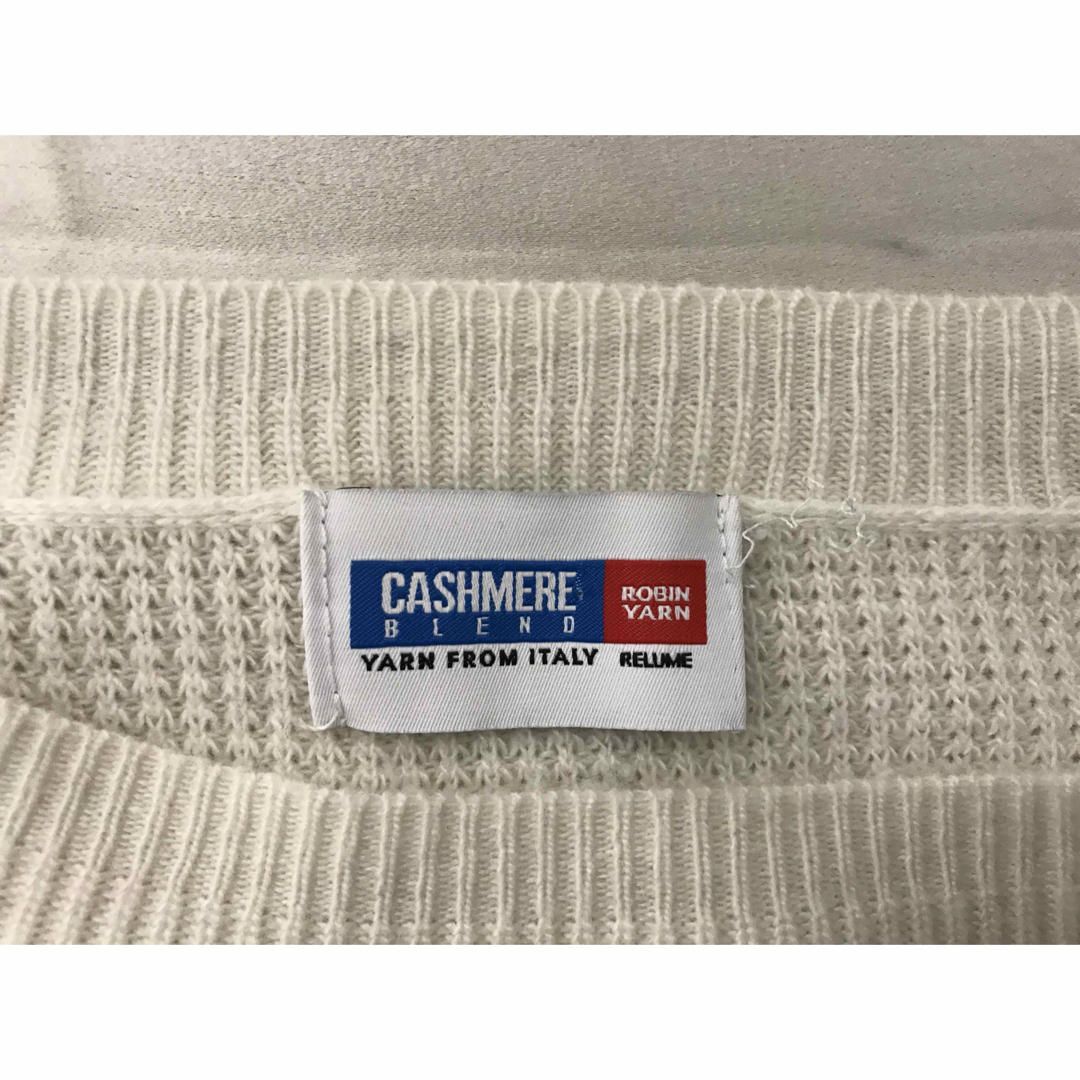 CASHMERE
BLEND
ROBIN
YARN
YARN FROM ITALY RELUME